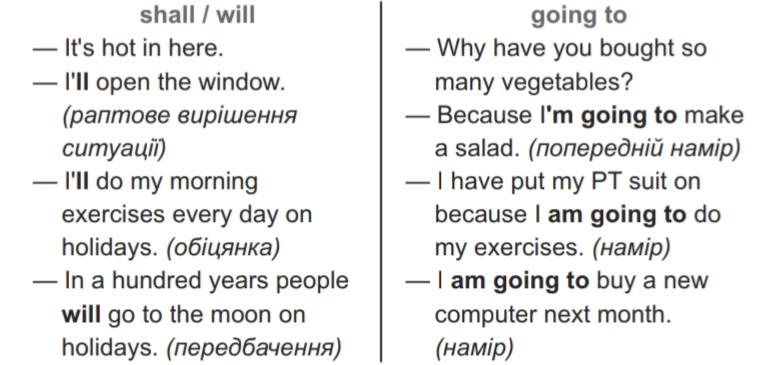 shall / will
— It's hot in here.
— I'll open the window.
(раптове вирішення
ситуації)
— I'll do my morning
exercises every day on
holidays. (обіцянка)
— In a hundred years people
will go to the moon on
holidays. (передбачення)
going to
— Why have you bought so
many vegetables?
— Because I'm going to make
a salad. (попередній намір)
— I have put my PT suit on
because I am going to do
my exercises. (намір)
— I am going to buy a new
computer next month.
(намір)